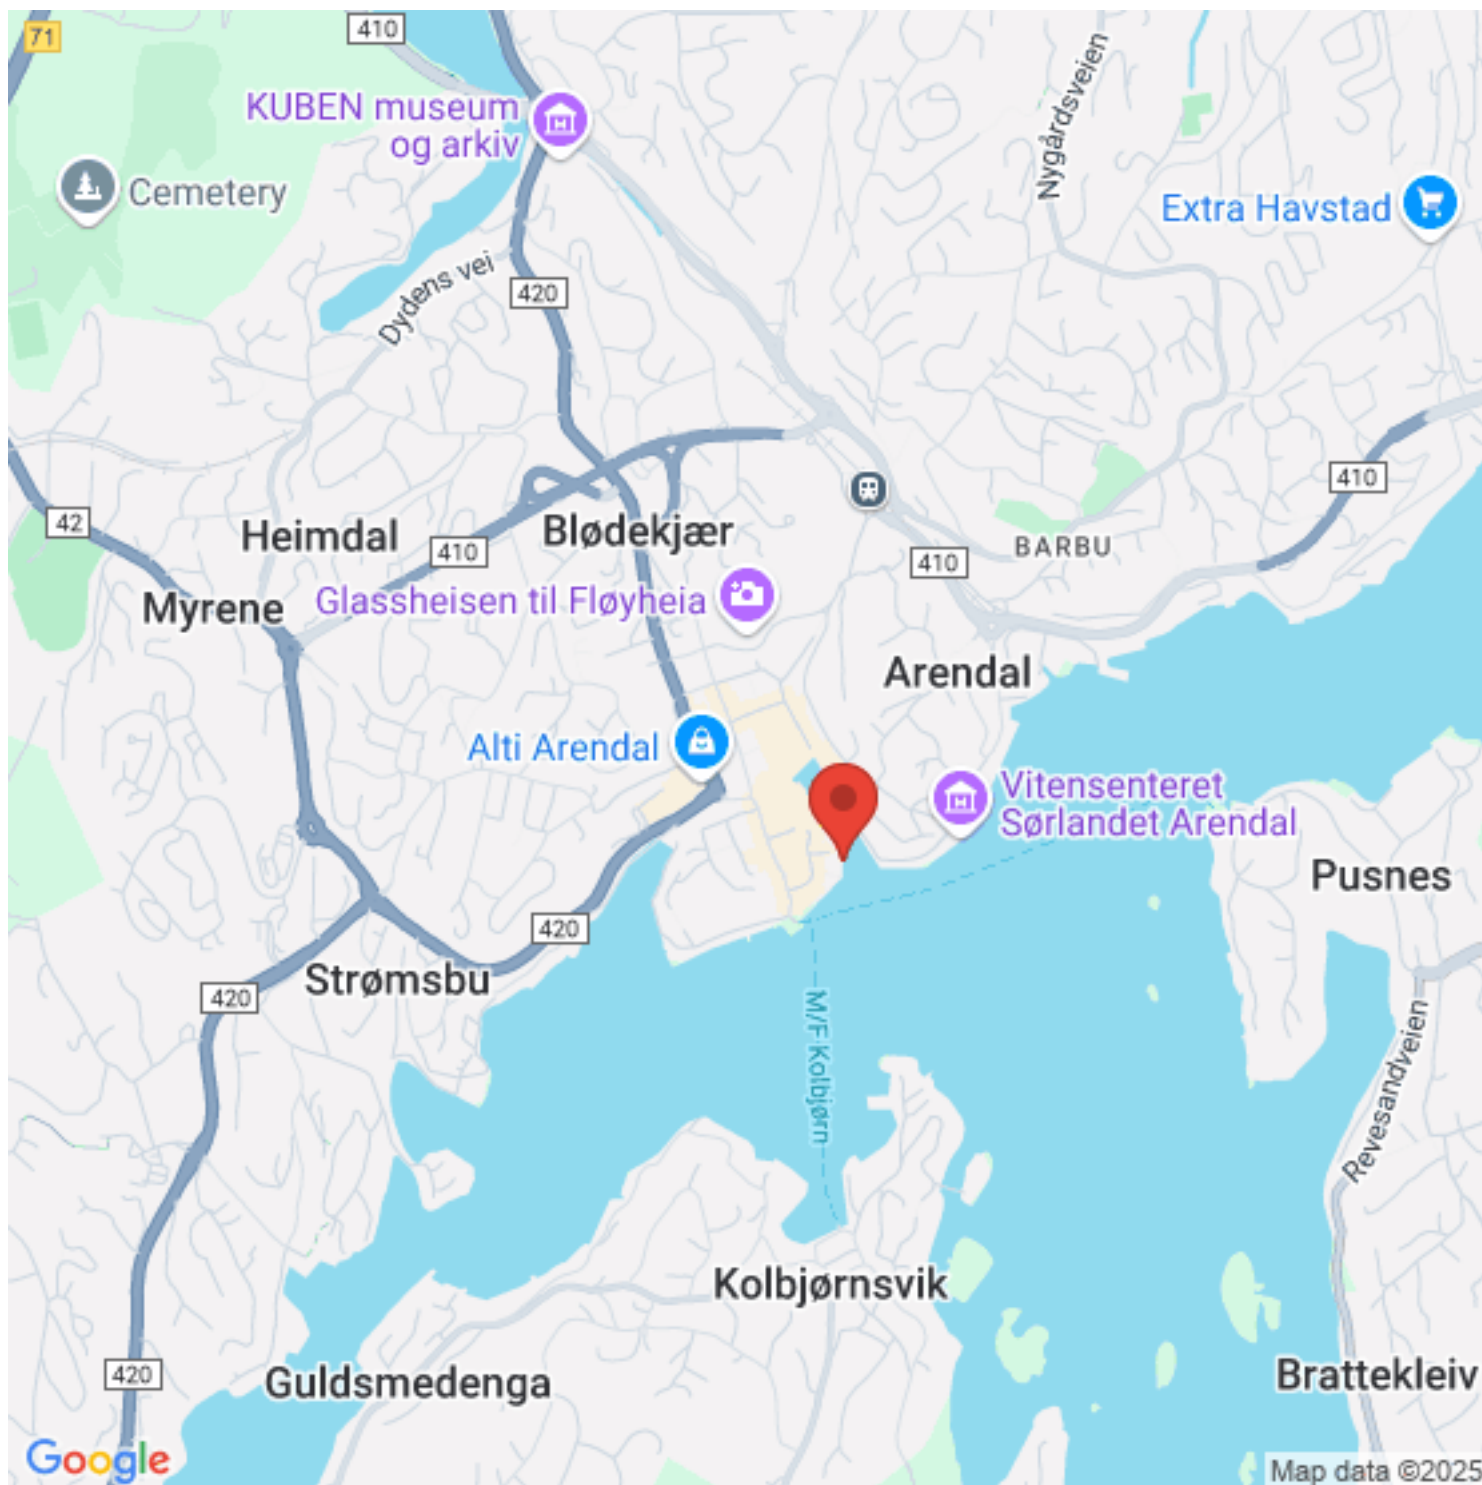 71
410
KUBEN museum
og arkiv
Cemetery
Nygårdsveien
Extra Havstad
Dydens vei
420
410
42
Heimdal
Blødekjær
410
410
BARBU
Myrene
Glassheisen til Fløyheia
Arendal
Alti Arendal
Vitensenteret
Sørlandet Arendal
Pusnes
420
Strømsbu
420
M/F Kolbjørn
Revesandveien
Kolbjørnsvik
Guldsmedenga
420
Brattekleiv
Google
Map data ©2025